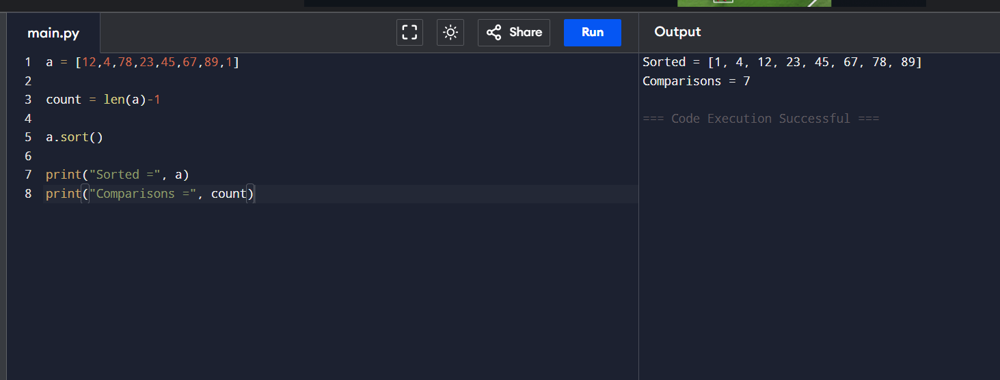 main.py
Share
Run
Output
1 a = [12,4,78,23,45,67,89,1]
2
3 count = len(a)-1
4
5 a.sort()
6
7 print("Sorted =", a)
8 print("Comparisons =", count)
Sorted = [1, 4, 12, 23, 45, 67, 78, 89]
Comparisons = 7
=== Code Execution Successful ===